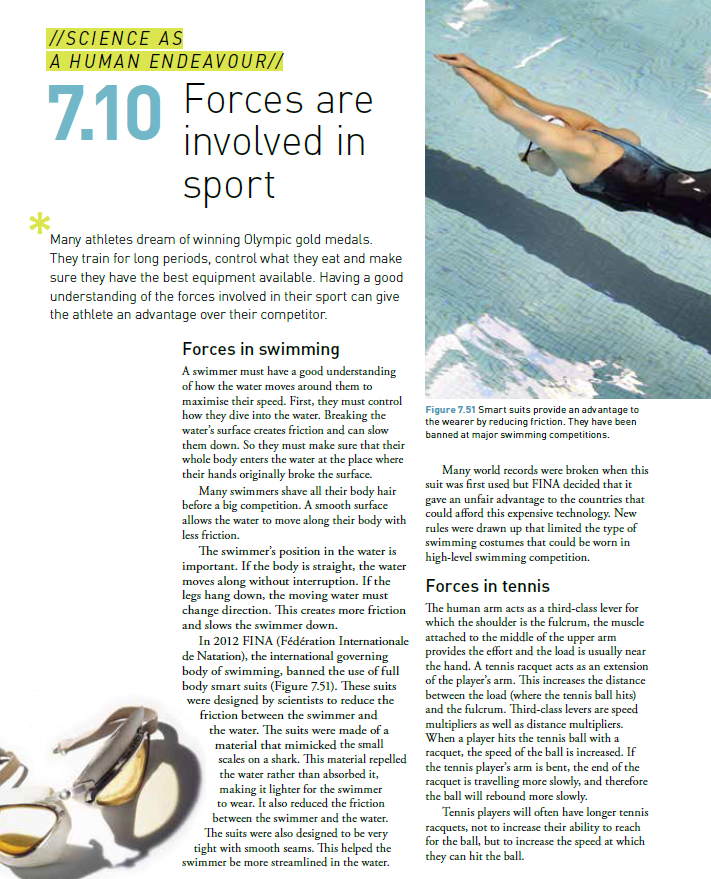 //SCIENCE AS
A HUMAN ENDEAVOUR//
7.10 Forces are
involved in
sport
* Many athletes dream of winning Olympic gold medals.
They train for long periods, control what they eat and make
sure they have the best equipment available. Having a good
understanding of the forces involved in their sport can give
the athlete an advantage over their competitor.
Forces in swimming
A swimmer must have a good understanding
of how the water moves around them to
maximise their speed. First, they must control
how they dive into the water. Breaking the
water's surface creates friction and can slow
them down. So they must make sure that their
whole body enters the water at the place where
their hands originally broke the surface.
Many swimmers shave all their body hair
before a big competition. A smooth surface
allows the water to move along their body with
less friction.
The swimmer's position in the water is
important. If the body is straight, the water
moves along without interruption. If the
legs hang down, the moving water must
change direction. This creates more friction
and slows the swimmer down.
In 2012 FINA (Fédération Internationale
de Natation), the international governing
body of swimming, banned the use of full
body smart suits (Figure 7.51). These suits
were designed by scientists to reduce the
friction between the swimmer and
the water. The suits were made of a
material that mimicked the small
scales on a shark. This material repelled
the water rather than absorbed it,
making it lighter for the swimmer
to wear. It also reduced the friction
between the swimmer and the water.
The suits were also designed to be very
tight with smooth seams. This helped the
swimmer be more streamlined in the water.
Figure 7.51 Smart suits provide an advantage to
the wearer by reducing friction. They have been
banned at major swimming competitions.
Many world records were broken when this
suit was first used but FINA decided that it
gave an unfair advantage to the countries that
could afford this expensive technology. New
rules were drawn up that limited the type of
swimming costumes that could be worn in
high-level swimming competition.
Forces in tennis
The human arm acts as a third-class lever for
which the shoulder is the fulcrum, the muscle
attached to the middle of the upper arm
provides the effort and the load is usually near
the hand. A tennis racquet acts as an extension
of the player's arm. This increases the distance
between the load (where the tennis ball hits)
and the fulcrum. Third-class levers are speed
multipliers as well as distance multipliers.
When a player hits the tennis ball with a
racquet, the speed of the ball is increased. If
the tennis player's arm is bent, the end of the
racquet is travelling more slowly, and therefore
the ball will rebound more slowly.
Tennis players will often have longer tennis
racquets, not to increase their ability to reach
for the ball, but to increase the speed at which
they can hit the ball.